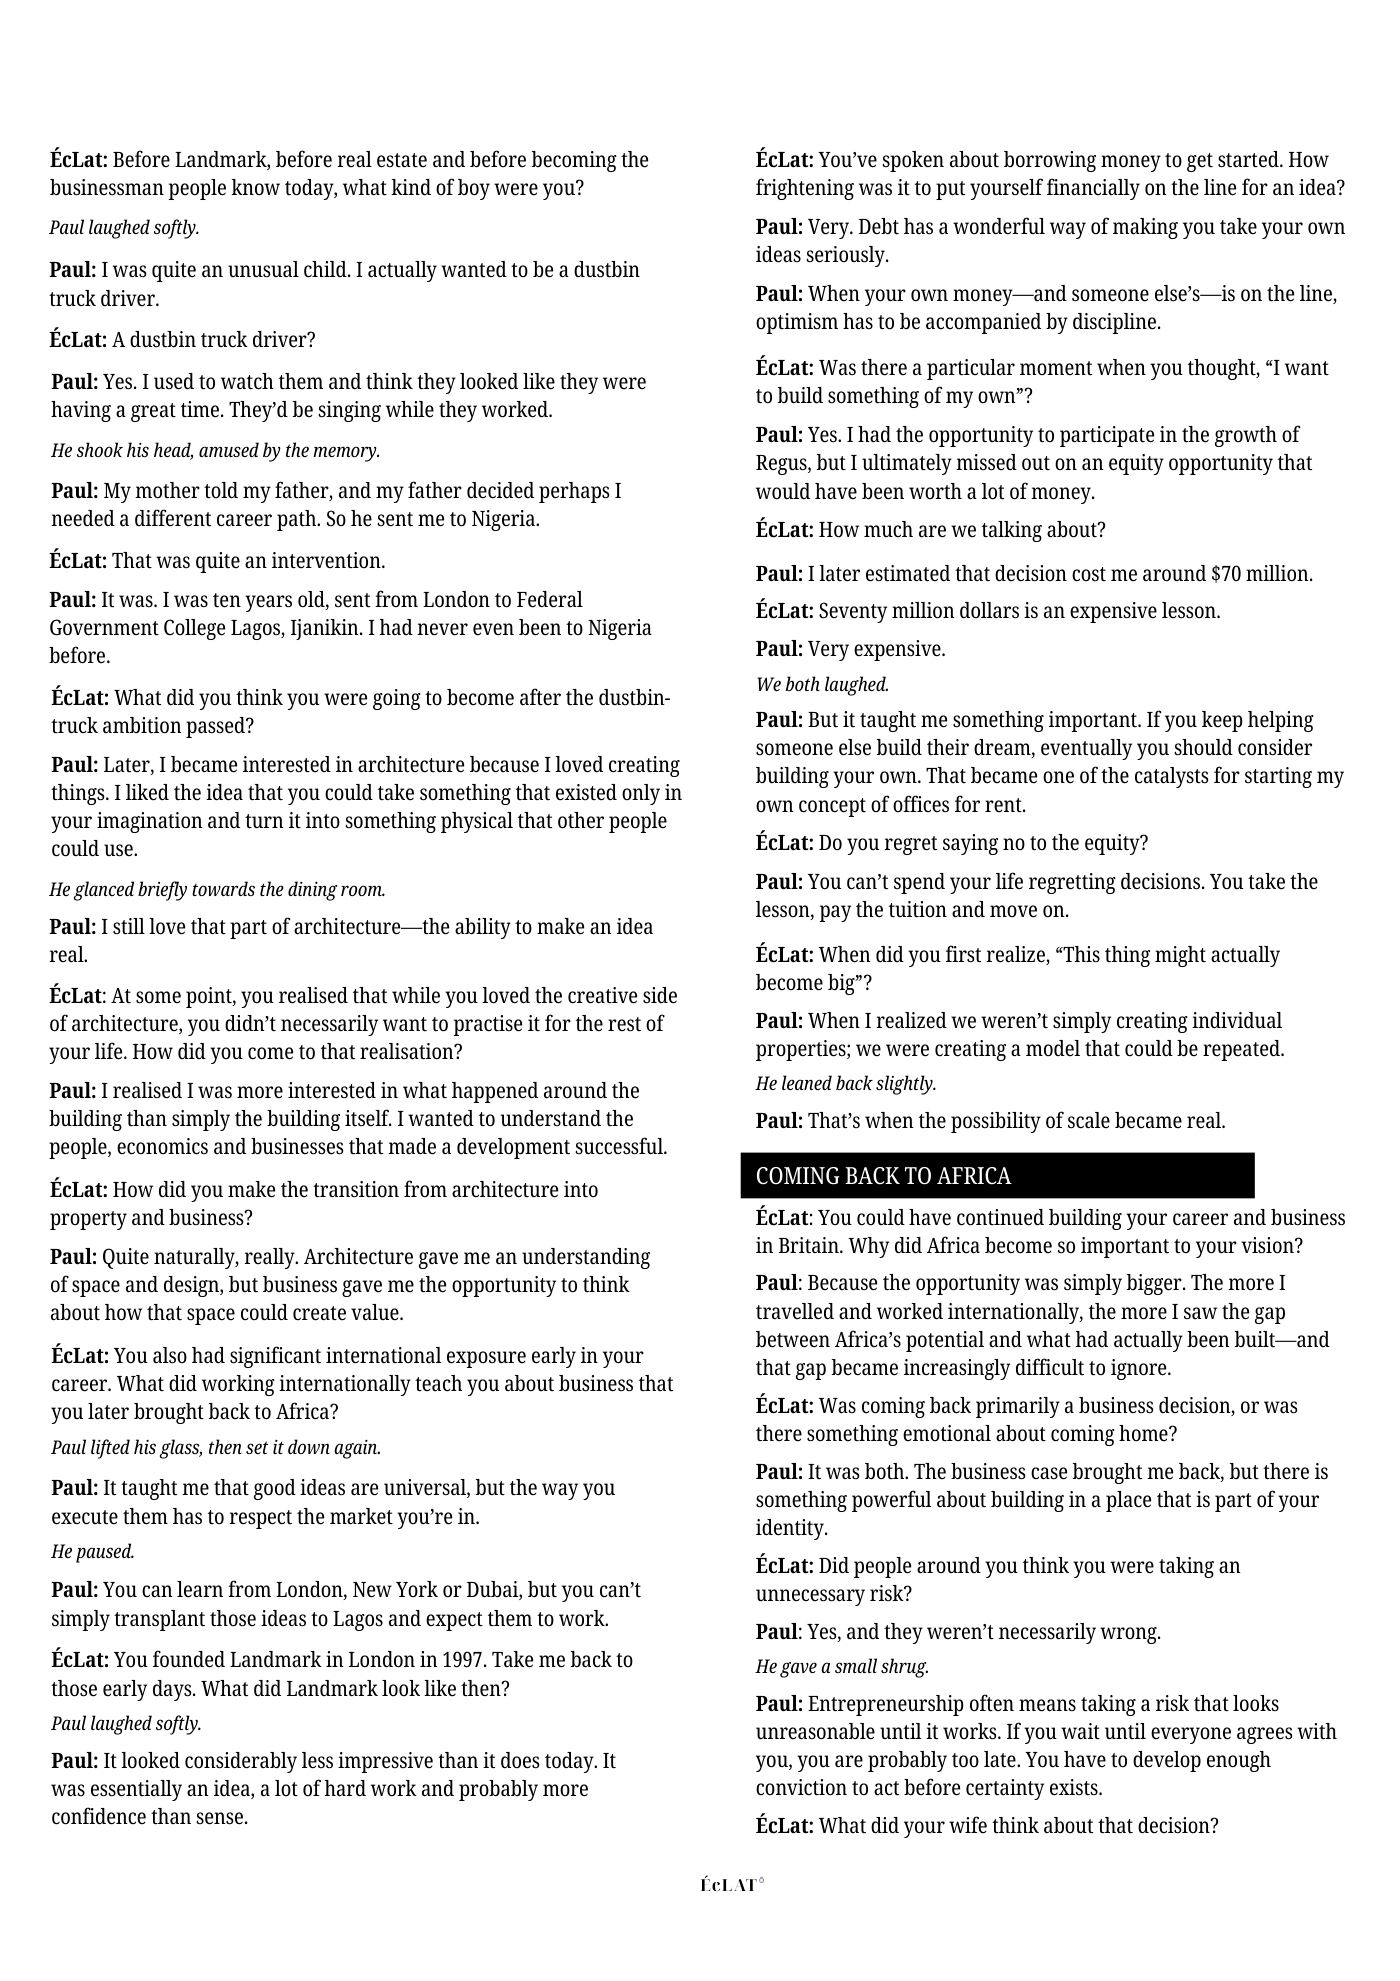 ÉcLat: Before Landmark, before real estate and before becoming the
businessman people know today, what kind of boy were you?
Paul laughed softly.
Paul: I was quite an unusual child. I actually wanted to be a dustbin
truck driver.
ÉcLat: A dustbin truck driver?
Paul: Yes. I used to watch them and think they looked like they were
having a great time. They’d be singing while they worked.
He shook his head, amused by the memory.
Paul: My mother told my father, and my father decided perhaps I
needed a different career path. So he sent me to Nigeria.
ÉcLat: That was quite an intervention.
Paul: It was. I was ten years old, sent from London to Federal
Government College Lagos, Ijanikin. I had never even been to Nigeria
before.
ÉcLat: What did you think you were going to become after the dustbin-
truck ambition passed?
Paul: Later, I became interested in architecture because I loved creating
things. I liked the idea that you could take something that existed only in
your imagination and turn it into something physical that other people
could use.
He glanced briefly towards the dining room.
Paul: I still love that part of architecture—the ability to make an idea
real.
ÉcLat: At some point, you realised that while you loved the creative side
of architecture, you didn’t necessarily want to practise it for the rest of
your life. How did you come to that realisation?
Paul: I realised I was more interested in what happened around the
building than simply the building itself. I wanted to understand the
people, economics and businesses that made a development successful.
ÉcLat: How did you make the transition from architecture into
property and business?
Paul: Quite naturally, really. Architecture gave me an understanding
of space and design, but business gave me the opportunity to think
about how that space could create value.
ÉcLat: You also had significant international exposure early in your
career. What did working internationally teach you about business that
you later brought back to Africa?
Paul lifted his glass, then set it down again.
Paul: It taught me that good ideas are universal, but the way you
execute them has to respect the market you’re in.
He paused.
Paul: You can learn from London, New York or Dubai, but you can’t
simply transplant those ideas to Lagos and expect them to work.
ÉcLat: You founded Landmark in London in 1997. Take me back to
those early days. What did Landmark look like then?
Paul laughed softly.
Paul: It looked considerably less impressive than it does today. It
was essentially an idea, a lot of hard work and probably more
confidence than sense.
ÉcLat: You’ve spoken about borrowing money to get started. How
frightening was it to put yourself financially on the line for an idea?
Paul: Very. Debt has a wonderful way of making you take your own
ideas seriously.
Paul: When your own money—and someone else’s—is on the line,
optimism has to be accompanied by discipline.
ÉcLat: Was there a particular moment when you thought, “I want
to build something of my own”?
Paul: Yes. I had the opportunity to participate in the growth of
Regus, but I ultimately missed out on an equity opportunity that
would have been worth a lot of money.
ÉcLat: How much are we talking about?
Paul: I later estimated that decision cost me around $70 million.
ÉcLat: Seventy million dollars is an expensive lesson.
Paul: Very expensive.
We both laughed.
Paul: But it taught me something important. If you keep helping
someone else build their dream, eventually you should consider
building your own. That became one of the catalysts for starting my
own concept of offices for rent.
ÉcLat: Do you regret saying no to the equity?
Paul: You can’t spend your life regretting decisions. You take the
lesson, pay the tuition and move on.
ÉcLat: When did you first realize, “This thing might actually
become big”?
Paul: When I realized we weren’t simply creating individual
properties; we were creating a model that could be repeated.
He leaned back slightly.
Paul: That’s when the possibility of scale became real.
COMING BACK TO AFRICA
ÉcLat: You could have continued building your career and business
in Britain. Why did Africa become so important to your vision?
Paul: Because the opportunity was simply bigger. The more I
travelled and worked internationally, the more I saw the gap
between Africa’s potential and what had actually been built—and
that gap became increasingly difficult to ignore.
ÉcLat: Was coming back primarily a business decision, or was
there something emotional about coming home?
Paul: It was both. The business case brought me back, but there is
something powerful about building in a place that is part of your
identity.
ÉcLat: Did people around you think you were taking an
unnecessary risk?
Paul: Yes, and they weren’t necessarily wrong.
He gave a small shrug.
Paul: Entrepreneurship often means taking a risk that looks
unreasonable until it works. If you wait until everyone agrees with
you, you are probably too late. You have to develop enough
conviction to act before certainty exists.
ÉcLat: What did your wife think about that decision?
ÉcLAT